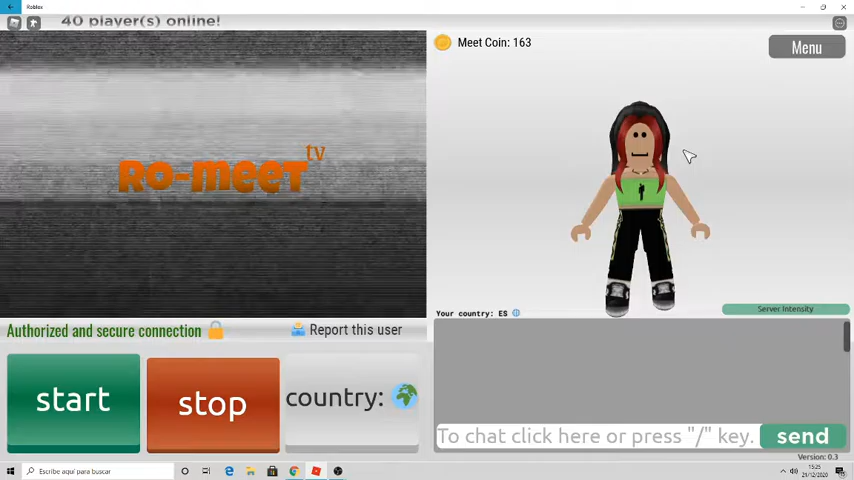 Roblox
40 player(s) online!
Meet Coin: 163
Menu
Ro-meet tv
Your country: ES
Server Intensity
Authorized and secure connection
Report this user
start
stop
country:
To chat click here or press "/" key.
send
Version: 0.3
Escribe aquí para buscar
15:25
21/12/2020